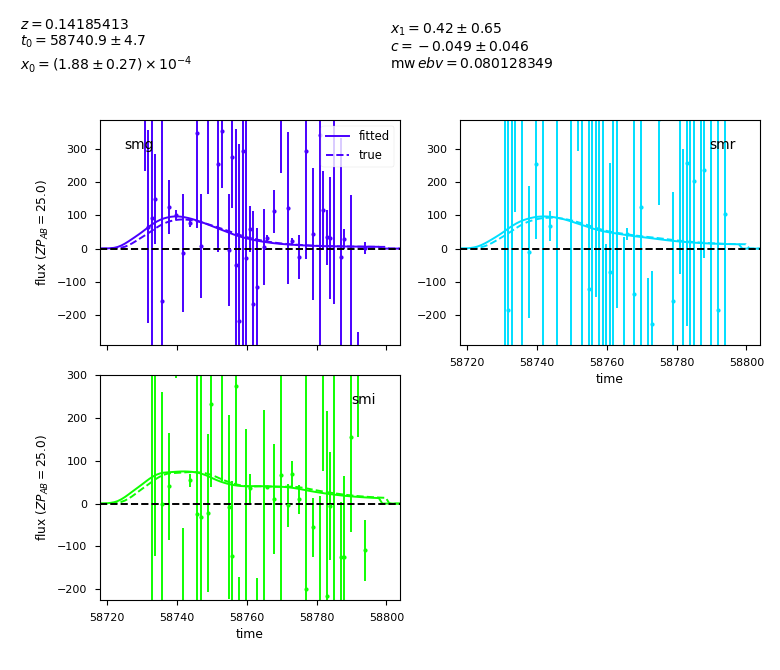 z = 0.14185413
t₀ = 58740.9 ± 4.7
x₀ = (1.88 ± 0.27) × 10⁻⁴
x₁ = 0.42 ± 0.65
c = −0.049 ± 0.046
mw ebv = 0.080128349
smg
fitted
true
300
200
100
0
−100
−200
flux (ZP_AB = 25.0)
smr
300
200
100
0
−100
−200
58720 58740 58760 58780 58800
time
smi
300
200
100
0
−100
−200
flux (ZP_AB = 25.0)
58720 58740 58760 58780 58800
time